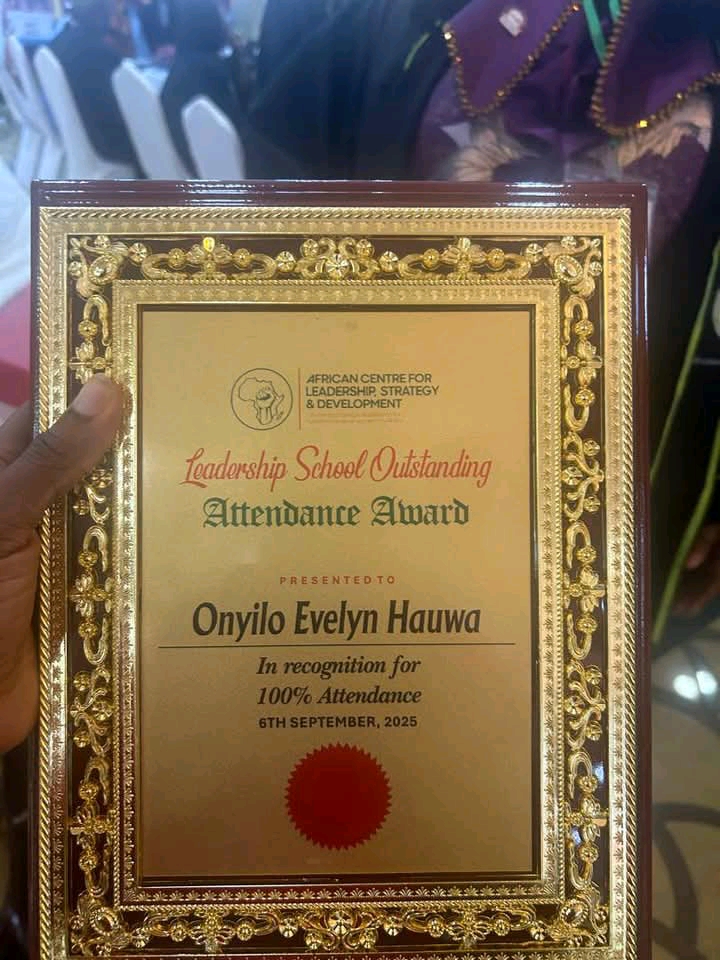 AFRICAN CENTRE FOR
LEADERSHIP, STRATEGY
& DEVELOPMENT
Leadership School Outstanding
Attendance Award
PRESENTED TO
Onyilo Evelyn Hauwa
In recognition for
100% Attendance
6TH SEPTEMBER, 2025